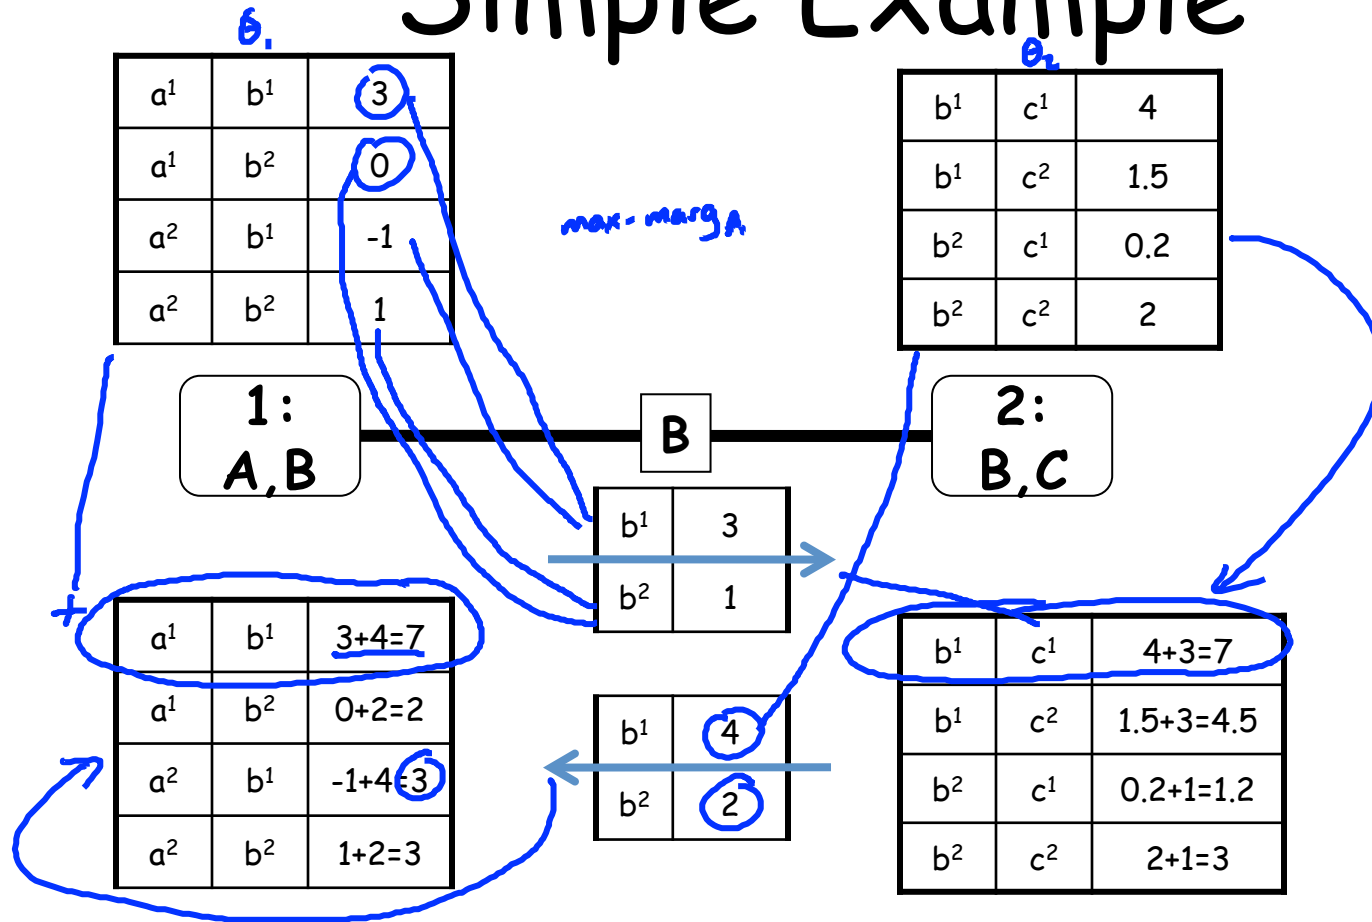 Simple Example
θ₁
θ₂
a¹ b¹ 3
a¹ b² 0
a² b¹ -1
a² b² 1
max-marg A
b¹ c¹ 4
b¹ c² 1.5
b² c¹ 0.2
b² c² 2
1:
A,B
B
2:
B,C
b¹ 3
b² 1
+
a¹ b¹ 3+4=7
a¹ b² 0+2=2
a² b¹ -1+4=3
a² b² 1+2=3
b¹ 4
b² 2
b¹ c¹ 4+3=7
b¹ c² 1.5+3=4.5
b² c¹ 0.2+1=1.2
b² c² 2+1=3